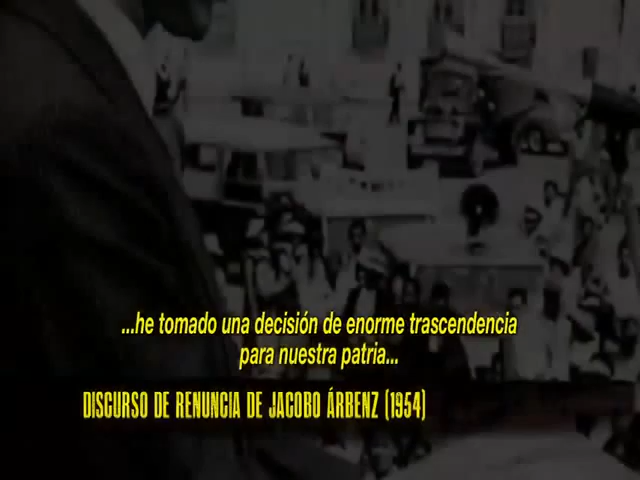 ...he tomado una decisión de enorme trascendencia
para nuestra patria...
DISCURSO DE RENUNCIA DE JACOBO ÁRBENZ (1954)